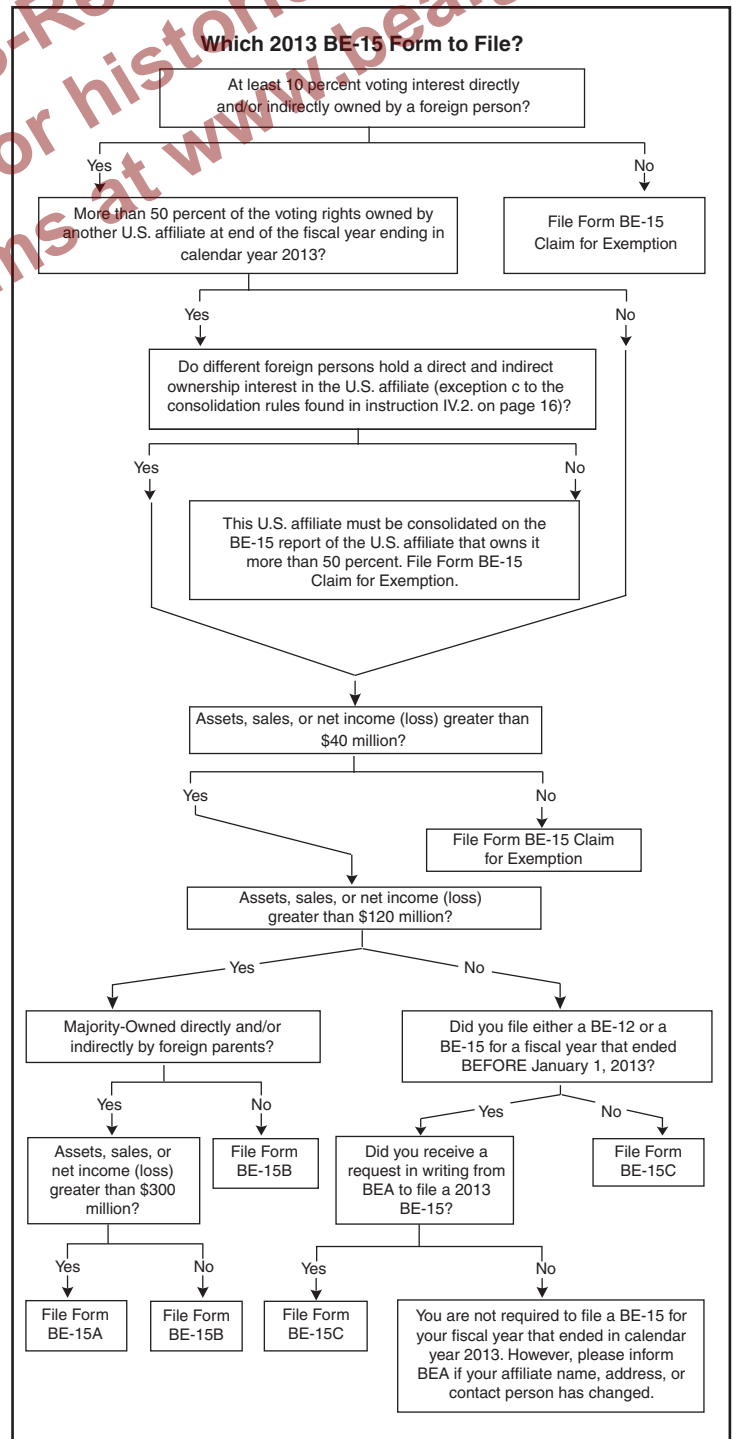 o-Re
or histori
ms at www.bea.g
Which 2013 BE-15 Form to File?
At least 10 percent voting interest directly
and/or indirectly owned by a foreign person?
Yes
No
More than 50 percent of the voting rights owned by
another U.S. affiliate at end of the fiscal year ending in
calendar year 2013?
File Form BE-15
Claim for Exemption
Yes
No
Do different foreign persons hold a direct and indirect
ownership interest in the U.S. affiliate (exception c to the
consolidation rules found in instruction IV.2. on page 16)?
Yes
No
This U.S. affiliate must be consolidated on the
BE-15 report of the U.S. affiliate that owns it
more than 50 percent. File Form BE-15
Claim for Exemption.
Assets, sales, or net income (loss) greater than
$40 million?
Yes
No
File Form BE-15 Claim
for Exemption
Assets, sales, or net income (loss)
greater than $120 million?
Yes
No
Majority-Owned directly and/or
indirectly by foreign parents?
Did you file either a BE-12 or a
BE-15 for a fiscal year that ended
BEFORE January 1, 2013?
Yes
No
Yes
No
Assets, sales, or
net income (loss)
greater than $300
million?
File Form
BE-15B
Did you receive a
request in writing from
BEA to file a 2013
BE-15?
File Form
BE-15C
Yes
No
Yes
No
File Form
BE-15A
File Form
BE-15B
File Form
BE-15C
You are not required to file a BE-15 for
your fiscal year that ended in calendar
year 2013. However, please inform
BEA if your affiliate name, address, or
contact person has changed.